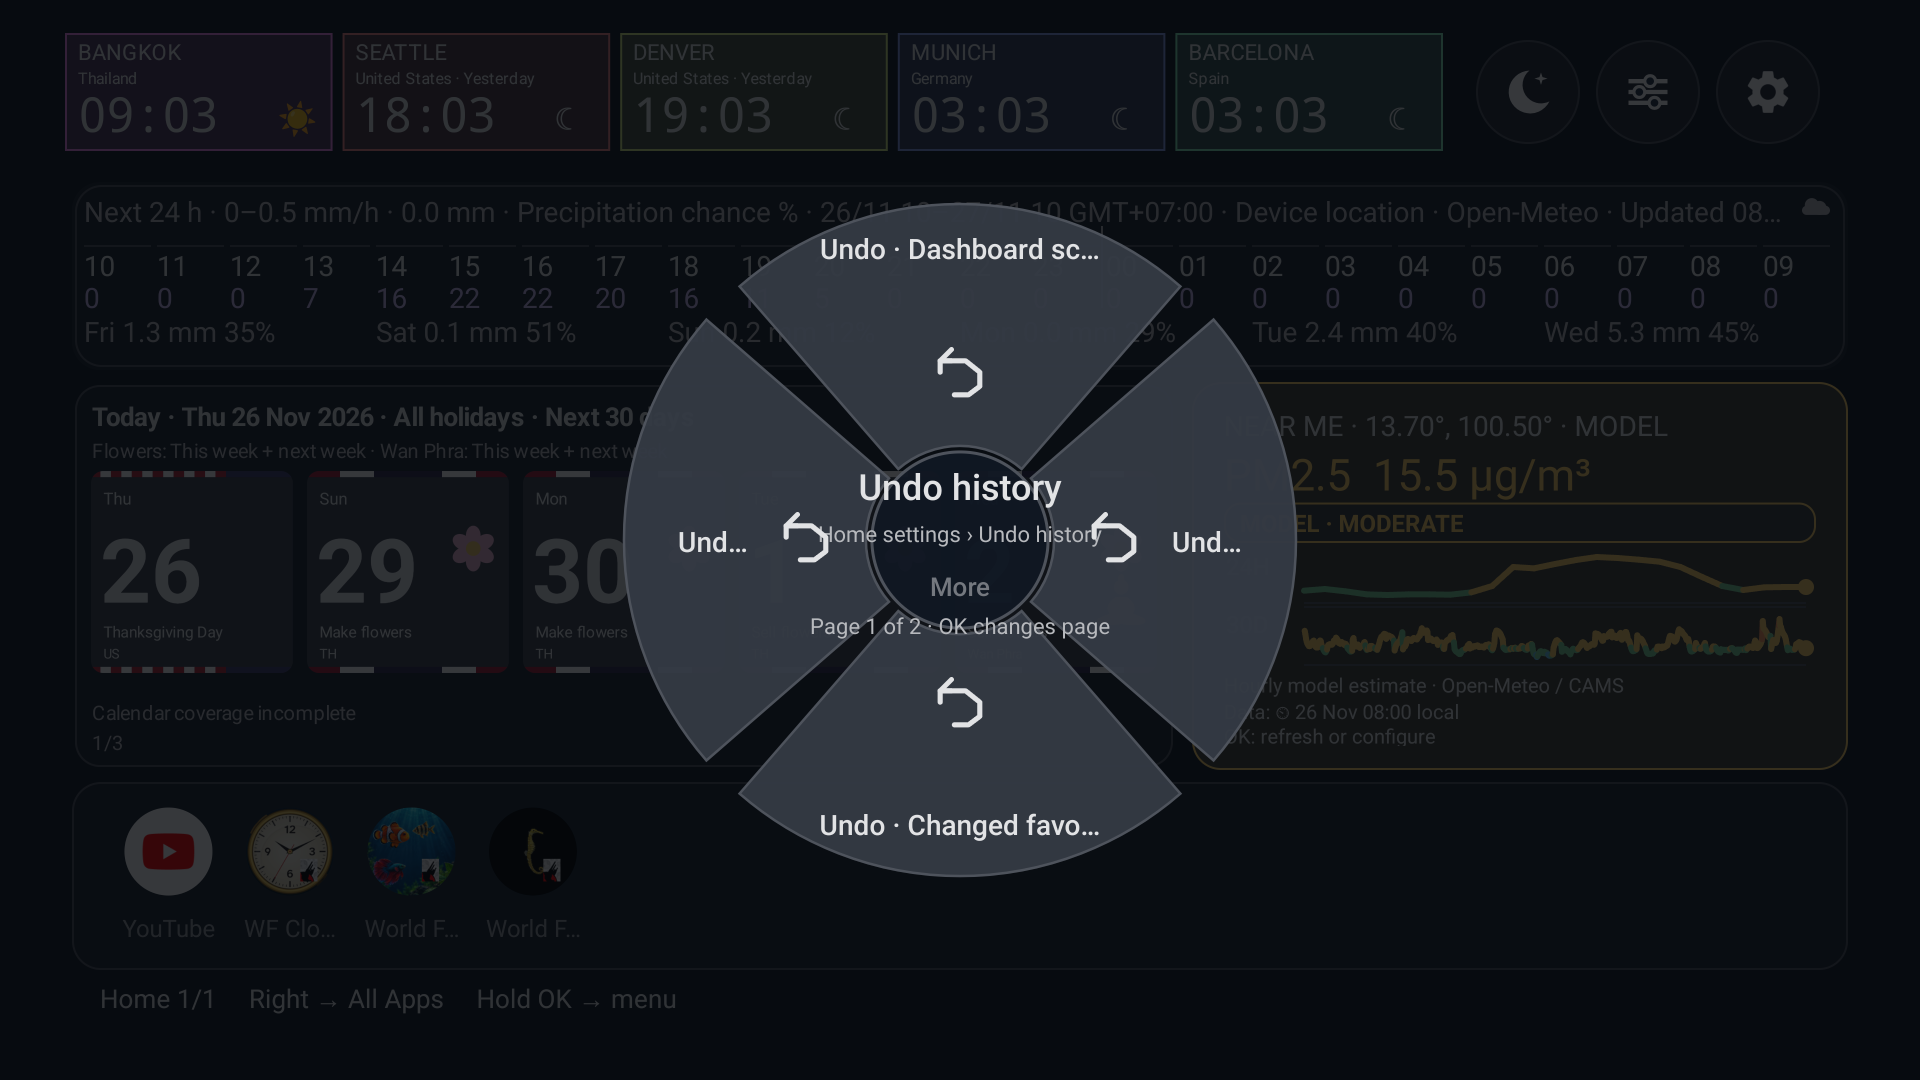 BANGKOK
Thailand
09:03
SEATTLE
United States · Yesterday
18:03
DENVER
United States · Yesterday
19:03
MUNICH
Germany
03:03
BARCELONA
Spain
03:03
Next 24 h · 0–0.5 mm/h · 0.0 mm · Precipitation chance % · 26/11 10 GMT+07:00 · Device location · Open-Meteo · Updated 08…
10 11 12 13 14 15 16 17 18 19 01 02 03 04 05 06 07 08 09
0 0 0 7 16 22 22 20 16 0 0 0 0 0 0 0 0 0
Fri 1.3 mm 35% Sat 0.1 mm 51% 0.2 Tue 2.4 mm 40% Wed 5.3 mm 45%
Undo · Dashboard sc…
Und…
Undo history
Home settings › Undo history
More
Page 1 of 2 · OK changes page
Und…
Undo · Changed favo…
Today · Thu 26 Nov 2026 · All holidays · Next 30
Flowers: This week + next week · Wan Phra: This week + next
Thu
26
Thanksgiving Day
US
Sun
29
Make flowers
TH
Mon
30
Make flowers
TH
Calendar coverage incomplete
1/3
NEAR ME · 13.70°, 100.50° · MODEL
PM2.5 15.5 µg/m³
MODEL · MODERATE
model estimate · Open-Meteo / CAMS
26 Nov 08:00 local
OK: refresh or configure
YouTube
WF Clo…
World F…
World F…
Home 1/1 Right → All Apps Hold OK → menu